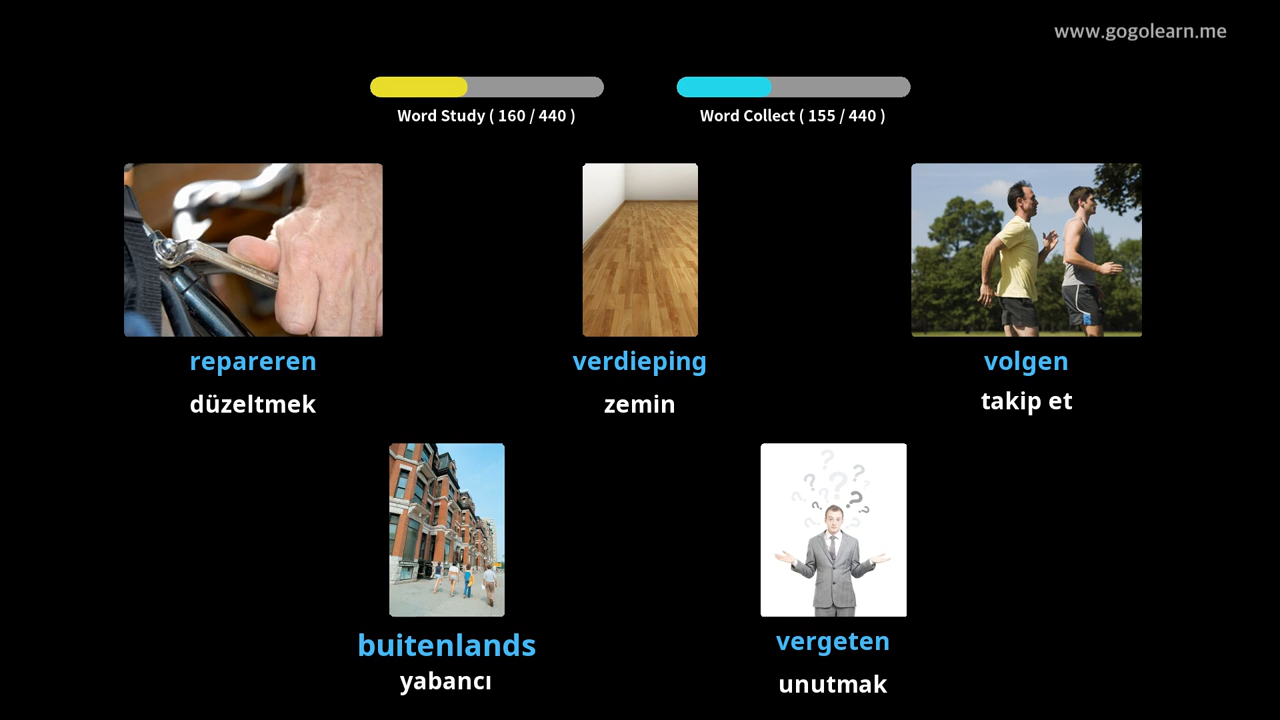 www.gogolearn.me
Word Study ( 160 / 440 )
Word Collect ( 155 / 440 )
repareren
düzeltmek
verdieping
zemin
volgen
takip et
buitenlands
yabancı
vergeten
unutmak